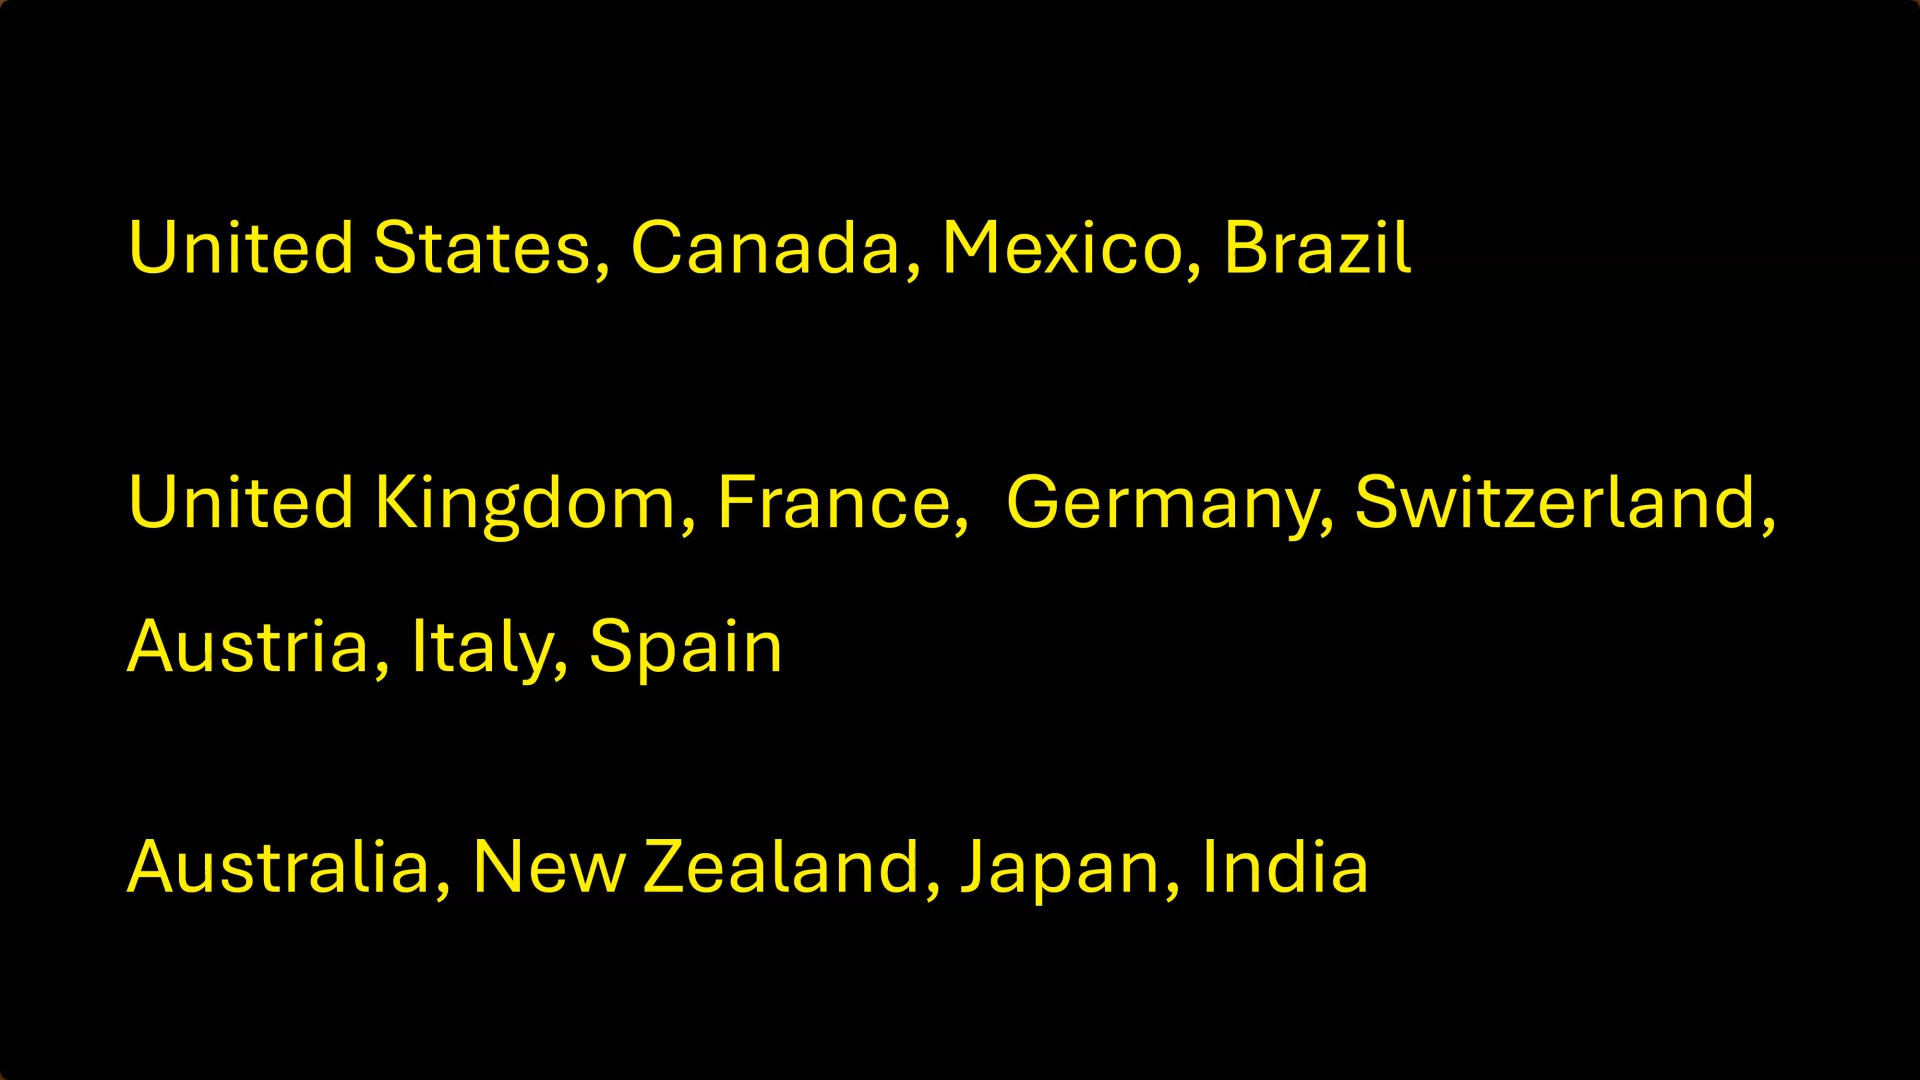 United States, Canada, Mexico, Brazil
United Kingdom, France,  Germany, Switzerland,
Austria, Italy, Spain
Australia, New Zealand, Japan, India